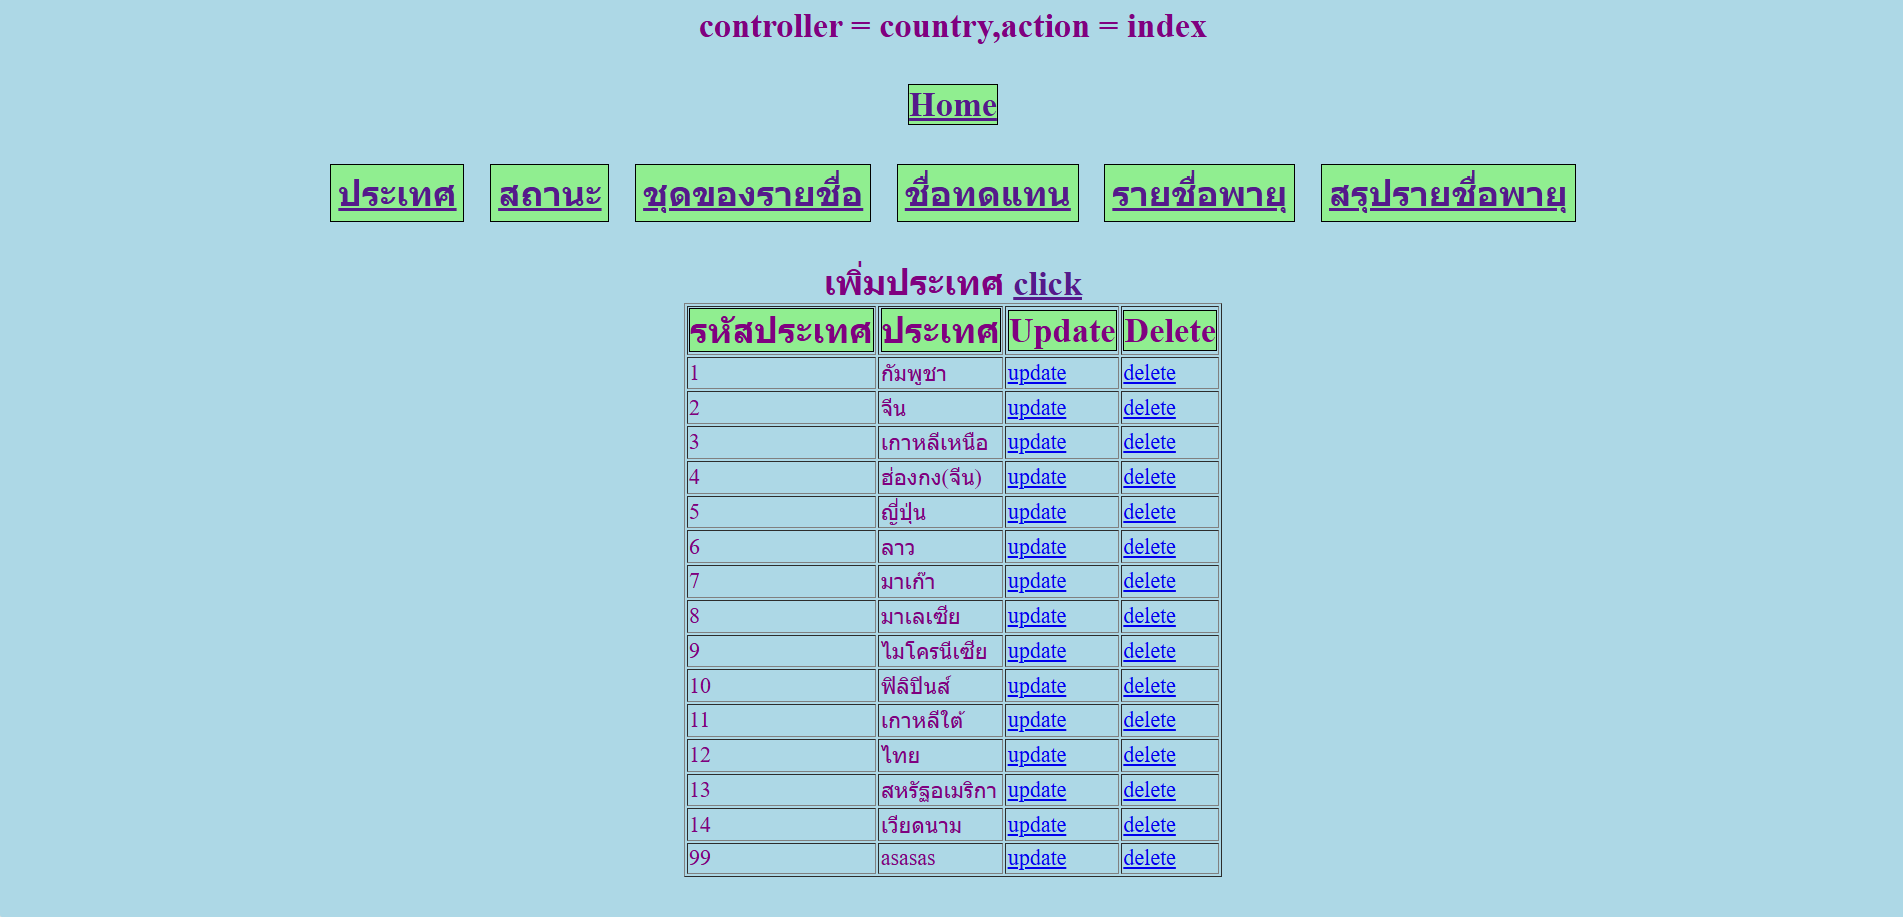 controller = country,action = index
Home
ประเทศ สถานะ ชุดของรายชื่อ ชื่อทดแทน รายชื่อพายุ สรุปรายชื่อพายุ
เพิ่มประเทศ click
รหัสประเทศ ประเทศ Update Delete
1 กัมพูชา update delete
2 จีน update delete
3 เกาหลีเหนือ update delete
4 ฮ่องกง(จีน) update delete
5 ญี่ปุ่น update delete
6 ลาว update delete
7 มาเก๊า update delete
8 มาเลเซีย update delete
9 ไมโครนีเซีย update delete
10 ฟิลิปินส์ update delete
11 เกาหลีใต้ update delete
12 ไทย update delete
13 สหรัฐอเมริกา update delete
14 เวียดนาม update delete
99 asasas update delete